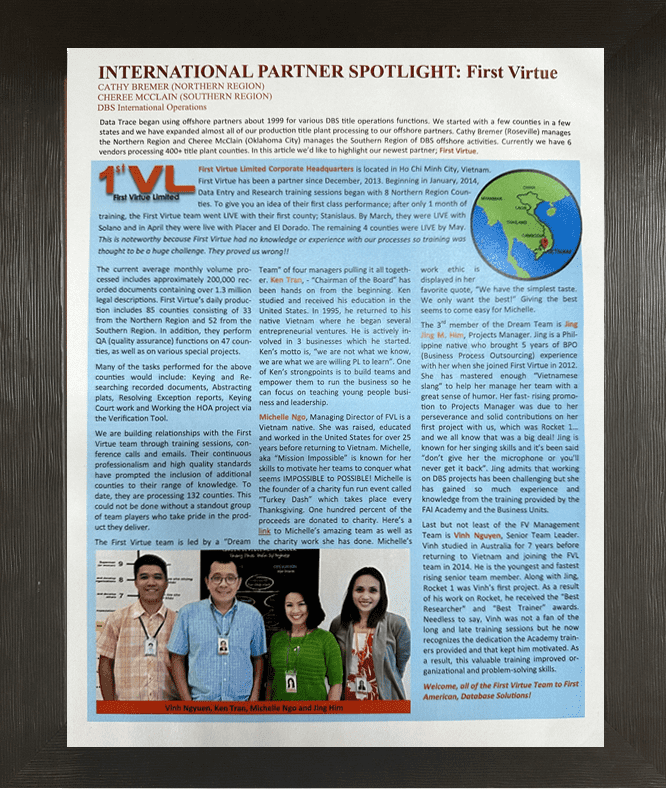 INTERNATIONAL PARTNER SPOTLIGHT: First Virtue
CATHY BREMER (NORTHERN REGION)
CHEREE MCCLAIN (SOUTHERN REGION)
DBS International Operations
Data Trace began using offshore partners about 1999 for various DBS title operations functions. We started with a few counties in a few
states and we have expanded almost all of our production title plant processing to our offshore partners. Cathy Bremer (Roseville) manages
the Northern Region and Cheree McClain (Oklahoma City) manages the Southern Region of DBS offshore activities. Currently we have 6
vendors processing 400+ title plant counties. In this article we'd like to highlight our newest partner; First Virtue.
1st VL
First Virtue Limited
First Virtue Limited Corporate Headquarters is located in Ho Chi Minh City, Vietnam.
First Virtue has been a partner since December, 2013. Beginning in January, 2014,
Data Entry and Research training sessions began with 8 Northern Region Coun-
ties. To give you an idea of their first class performance; after only 1 month of
training, the First Virtue team went LIVE with their first county; Stanislaus. By March, they were LIVE with
Solano and in April they were live with Placer and El Dorado. The remaining 4 counties were LIVE by May.
This is noteworthy because First Virtue had no knowledge or experience with our processes so training was
thought to be a huge challenge. They proved us wrong!!
CHINA
MYANMAR
LAOS
THAILAND
CAMBODIA
VIETNAM
The current average monthly volume pro-
cessed includes approximately 200,000 rec-
orded documents containing over 1.3 million
legal descriptions. First Virtue's daily produc-
tion includes 85 counties consisting of 33
from the Northern Region and 52 from the
Southern Region. In addition, they perform
QA (quality assurance) functions on 47 coun-
ties, as well as on various special projects.
Many of the tasks performed for the above
counties would include: Keying and Re-
searching recorded documents, Abstracting
plats, Resolving Exception reports, Keying
Court work and Working the HOA project via
the Verification Tool.
We are building relationships with the First
Virtue team through training sessions, con-
ference calls and emails. Their continuous
professionalism and high quality standards
have prompted the inclusion of additional
counties to their range of knowledge. To
date, they are processing 132 counties. This
could not be done without a standout group
of team players who take pride in the prod-
uct they deliver.
The First Virtue team is led by a "Dream
Team" of four managers pulling it all togeth-
er. Ken Tran, - "Chairman of the Board" has
been hands on from the beginning. Ken
studied and received his education in the
United States. In 1995, he returned to his
native Vietnam where he began several
entrepreneurial ventures. He is actively in-
volved in 3 businesses which he started.
Ken's motto is, "we are not what we know,
we are what we are willing PL to learn". One
of Ken's strongpoints is to build teams and
empower them to run the business so he
can focus on teaching young people busi-
ness and leadership.
Michelle Ngo, Managing Director of FVL is a
Vietnam native. She was raised, educated
and worked in the United States for over 25
years before returning to Vietnam. Michelle,
aka "Mission Impossible" is known for her
skills to motivate her teams to conquer what
seems IMPOSSIBLE to POSSIBLE! Michelle is
the founder of a charity fun run event called
"Turkey Dash" which takes place every
Thanksgiving. One hundred percent of the
proceeds are donated to charity. Here's a
link to Michelle's amazing team as well as
the charity work she has done. Michelle's
work ethic is
displayed in her
favorite quote, "We have the simplest taste.
We only want the best!" Giving the best
seems to come easy for Michelle.
The 3rd member of the Dream Team is Jing
Jing M. Him, Projects Manager. Jing is a Phil-
ippine native who brought 5 years of BPO
(Business Process Outsourcing) experience
with her when she joined First Virtue in 2012.
She has mastered enough "Vietnamese
slang" to help her manage her team with a
great sense of humor. Her fast- rising promo-
tion to Projects Manager was due to her
perseverance and solid contributions on her
first project with us, which was Rocket 1...
and we all know that was a big deal! Jing is
known for her singing skills and it's been said
"don't give her the microphone or you'll
never get it back". Jing admits that working
on DBS projects has been challenging but she
has gained so much experience and
knowledge from the training provided by the
FAI Academy and the Business Units.
Last but not least of the FV Management
Team is Vinh Nguyen, Senior Team Leader.
Vinh studied in Australia for 7 years before
returning to Vietnam and joining the FVL
team in 2014. He is the youngest and fastest
rising senior team member. Along with Jing,
Rocket 1 was Vinh's first project. As a result
of his work on Rocket, he received the "Best
Researcher" and "Best Trainer" awards.
Needless to say, Vinh was not a fan of the
long and late training sessions but he now
recognizes the dedication the Academy train-
ers provided and that kept him motivated. As
a result, this valuable training improved or-
ganizational and problem-solving skills.
Welcome, all of the First Virtue Team to First
American, Database Solutions!
Vinh Ngyuen, Ken Tran, Michelle Ngo and Jing Him